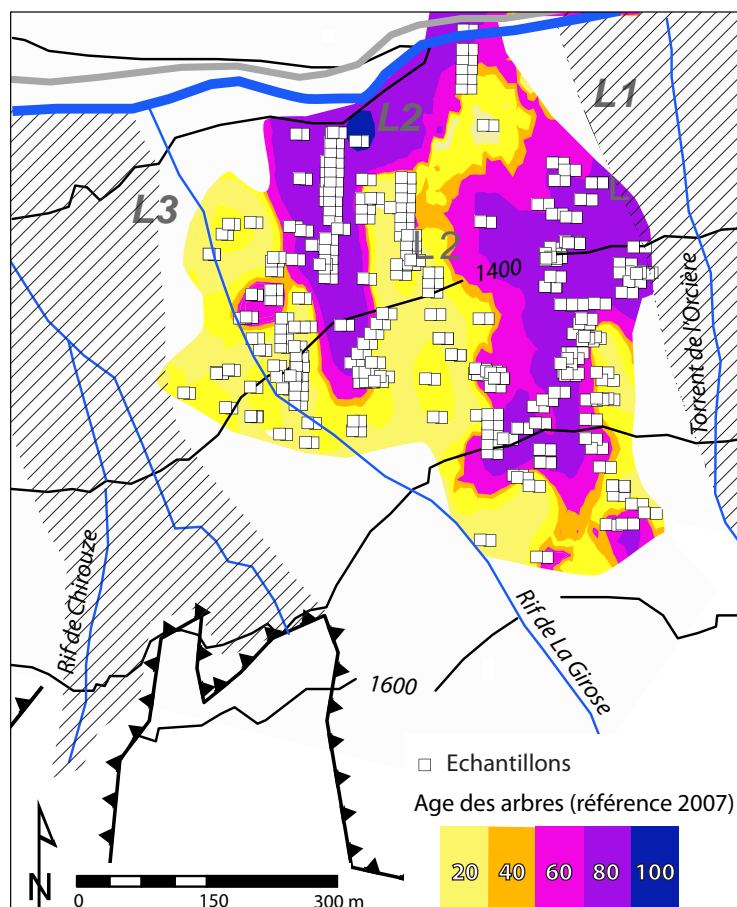 L1
L2
L3
L
L2
1400
Torrent de l'Orcière
Rif de Chirouze
Rif de La Girose
1600
Echantillons
Age des arbres (référence 2007)
20 40 60 80 100
N
0 150 300 m